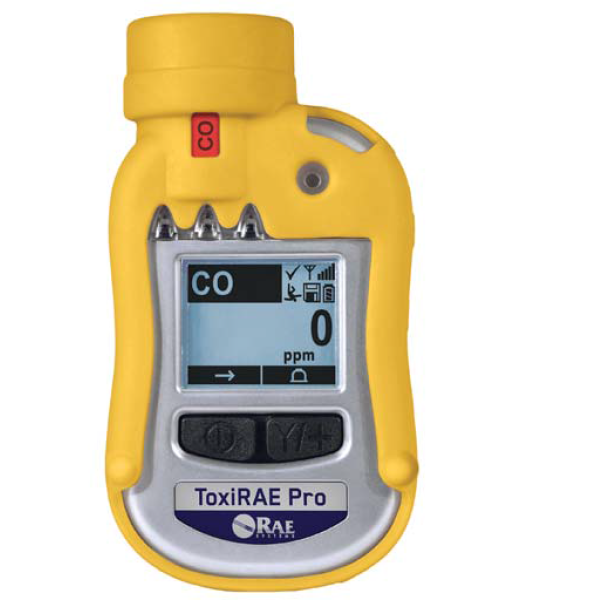 CO
CO
0
ppm
Y/+
ToxiRAE Pro
RAE
SYSTEMS